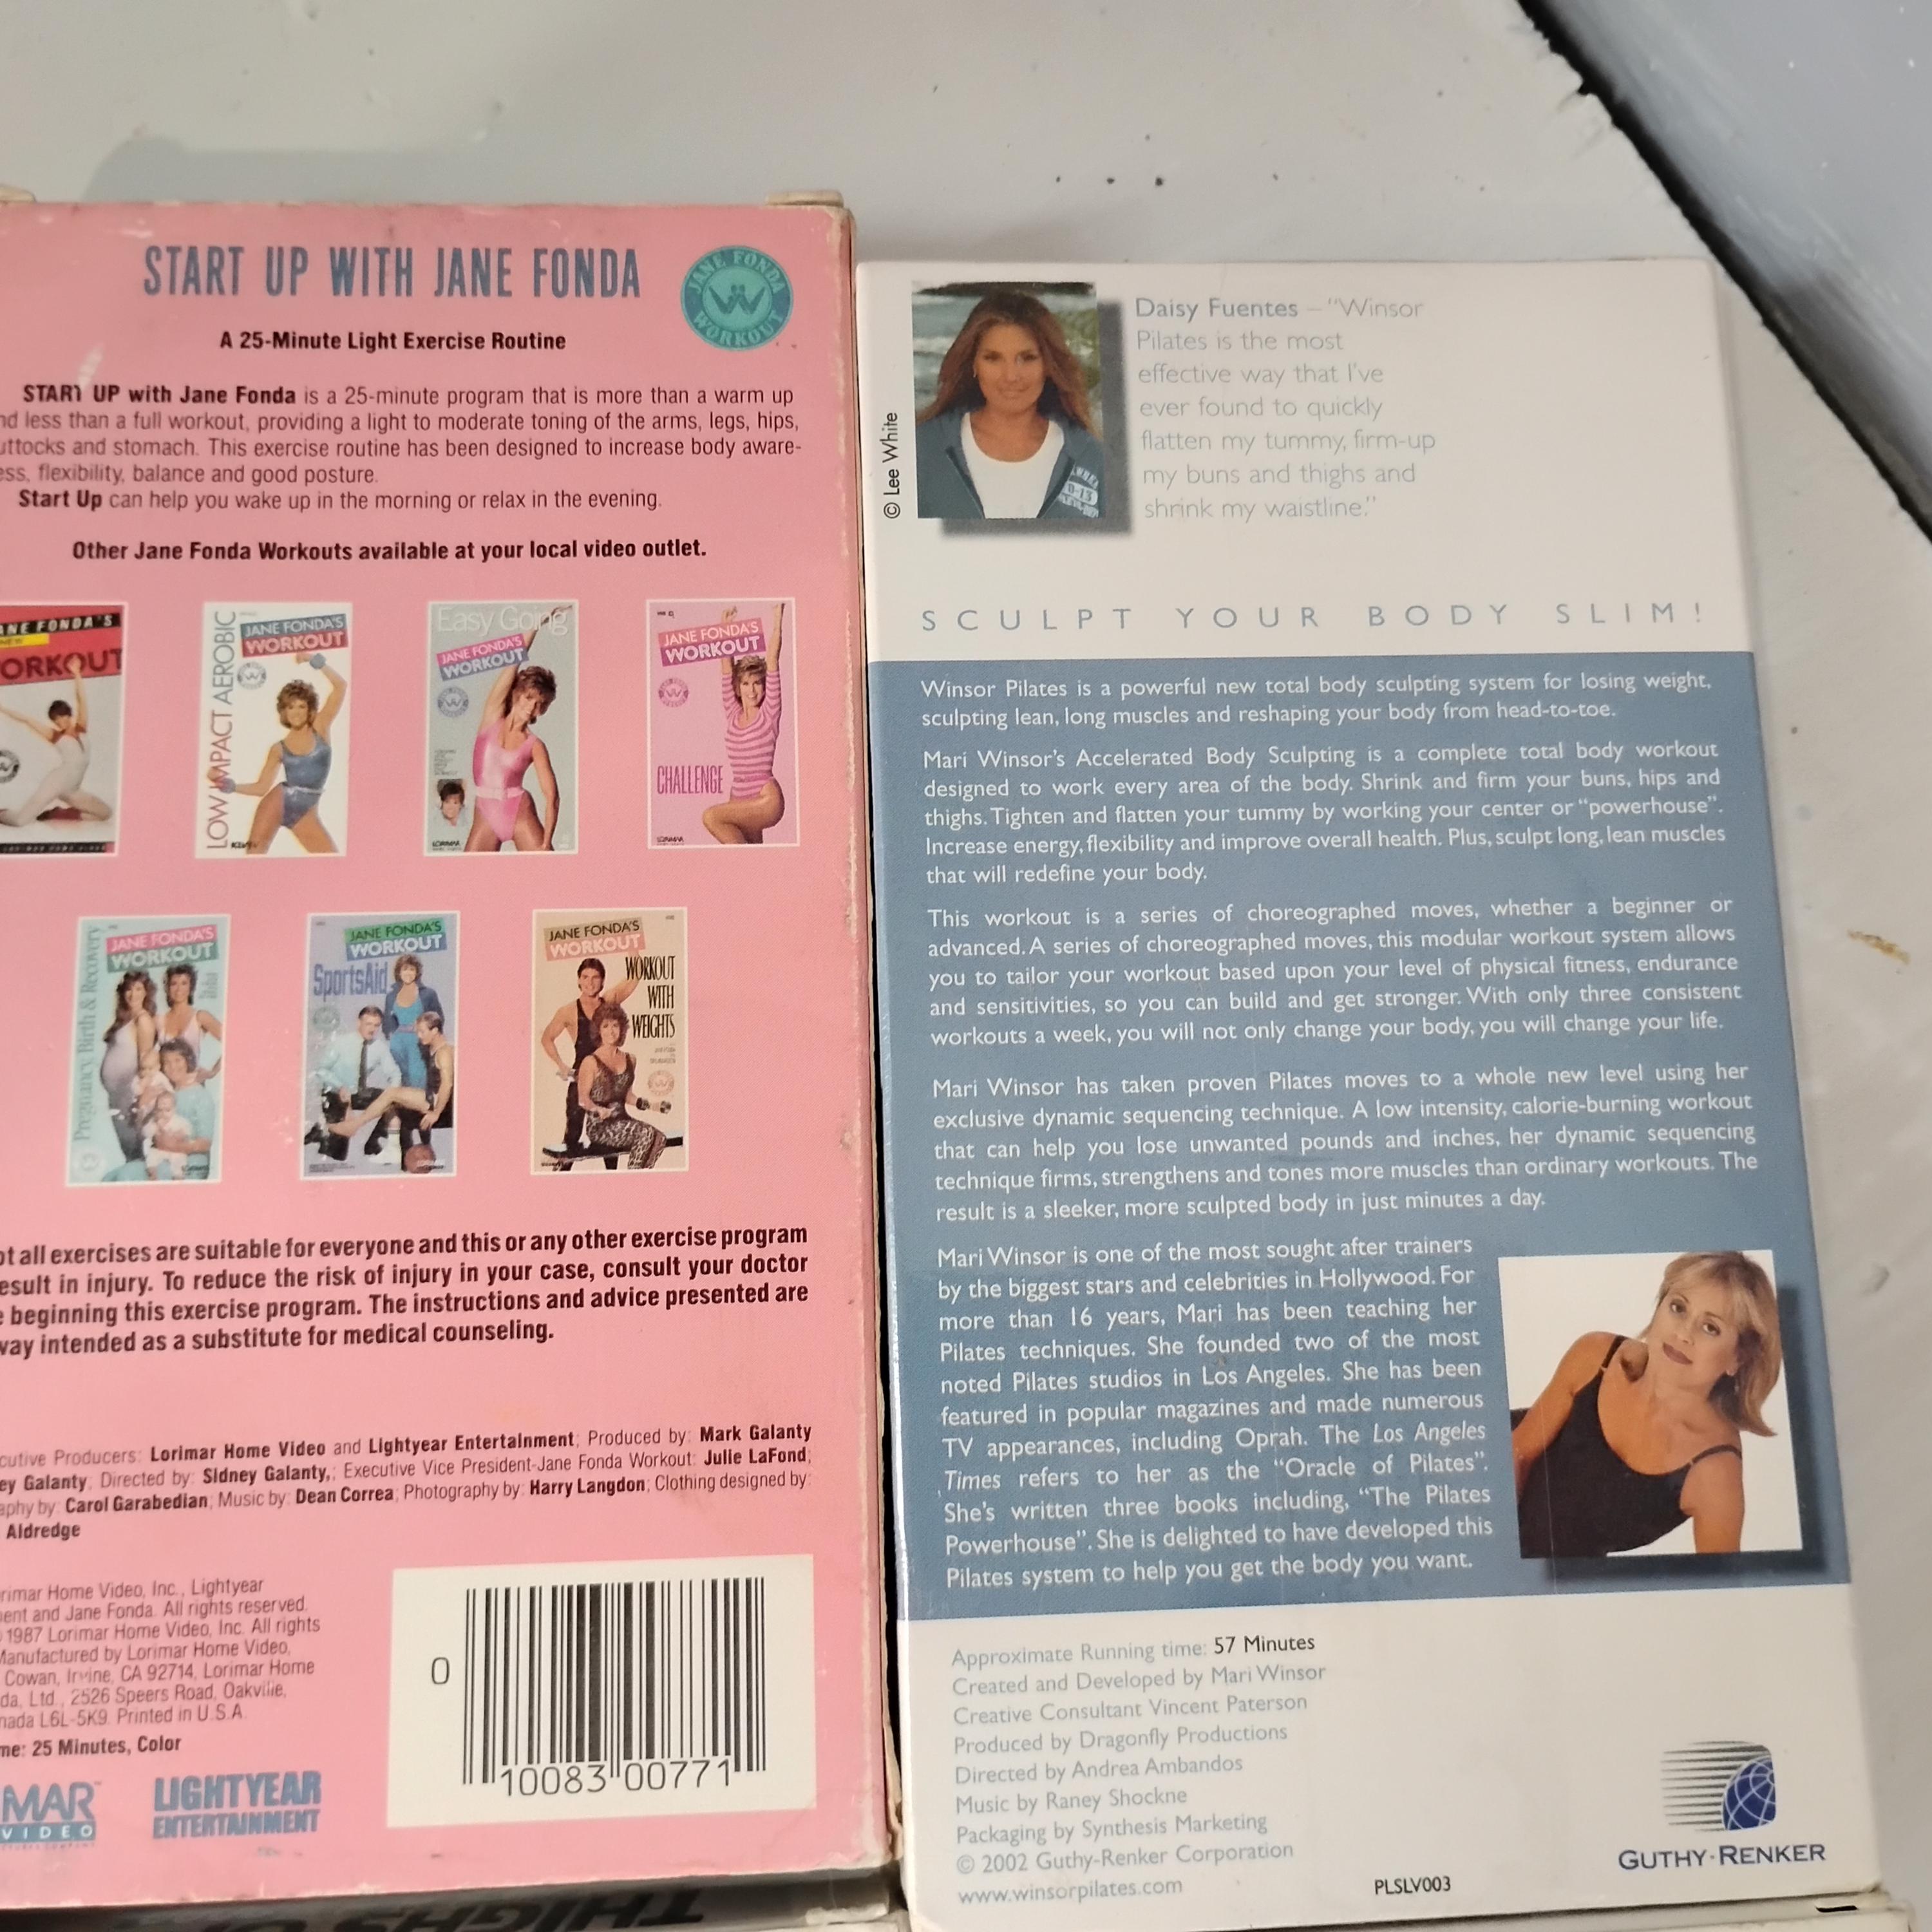 START UP WITH JANE FONDA
JANE FONDA WORKOUT
A 25-Minute Light Exercise Routine
START UP with Jane Fonda is a 25-minute program that is more than a warm up
less than a full workout, providing a light to moderate toning of the arms, legs, hips,
and stomach. This exercise routine has been designed to increase body aware-
flexibility, balance and good posture.
Start Up can help you wake up in the morning or relax in the evening.
Other Jane Fonda Workouts available at your local video outlet.
FONDA'S
ORKOUT
LOW IMPACT AEROBIC
JANE FONDA'S
WORKOUT
Easy Going
JANE FONDA'S
WORKOUT
JANE FONDA'S
WORKOUT
CHALLENGE
Pregnancy, Birth & Recovery
JANE FONDA'S
WORKOUT
JANE FONDA'S
WORKOUT
SportsAid
JANE FONDA'S
WORKOUT
WORKOUT
WITH
WEIGHTS
all exercises are suitable for everyone and this or any other exercise program
esult in injury. To reduce the risk of injury in your case, consult your doctor
beginning this exercise program. The instructions and advice presented are
way intended as a substitute for medical counseling.
cutive Producers: Lorimar Home Video and Lightyear Entertainment; Produced by: Mark Galanty
ey Galanty; Directed by: Sidney Galanty,; Executive Vice President-Jane Fonda Workout: Julie LaFond;
aphy by: Carol Garabedian; Music by: Dean Correa; Photography by: Harry Langdon; Clothing designed by:
Aldredge
rimar Home Video, Inc., Lightyear
ent and Jane Fonda. All rights reserved.
1987 Lorimar Home Video, Inc. All rights
Manufactured by Lorimar Home Video,
Cowan, Irvine, CA 92714, Lorimar Home
da, Ltd., 2526 Speers Road, Oakville,
nada L6L-5K9. Printed in U.S.A.
me: 25 Minutes, Color
MAR
VIDEO
LIGHTYEAR
ENTERTAINMENT
0 10083 00771
© Lee White
Daisy Fuentes – "Winsor
Pilates is the most
effective way that I've
ever found to quickly
flatten my tummy, firm-up
my buns and thighs and
shrink my waistline."
SCULPT YOUR BODY SLIM!
Winsor Pilates is a powerful new total body sculpting system for losing weight,
sculpting lean, long muscles and reshaping your body from head-to-toe.
Mari Winsor's Accelerated Body Sculpting is a complete total body workout
designed to work every area of the body. Shrink and firm your buns, hips and
thighs. Tighten and flatten your tummy by working your center or "powerhouse".
Increase energy, flexibility and improve overall health. Plus, sculpt long, lean muscles
that will redefine your body.
This workout is a series of choreographed moves, whether a beginner or
advanced. A series of choreographed moves, this modular workout system allows
you to tailor your workout based upon your level of physical fitness, endurance
and sensitivities, so you can build and get stronger. With only three consistent
workouts a week, you will not only change your body, you will change your life.
Mari Winsor has taken proven Pilates moves to a whole new level using her
exclusive dynamic sequencing technique. A low intensity, calorie-burning workout
that can help you lose unwanted pounds and inches, her dynamic sequencing
technique firms, strengthens and tones more muscles than ordinary workouts. The
result is a sleeker, more sculpted body in just minutes a day.
Mari Winsor is one of the most sought after trainers
by the biggest stars and celebrities in Hollywood. For
more than 16 years, Mari has been teaching her
Pilates techniques. She founded two of the most
noted Pilates studios in Los Angeles. She has been
featured in popular magazines and made numerous
TV appearances, including Oprah. The Los Angeles
Times refers to her as the "Oracle of Pilates".
She's written three books including, "The Pilates
Powerhouse". She is delighted to have developed this
Pilates system to help you get the body you want.
Approximate Running time: 57 Minutes
Created and Developed by Mari Winsor
Creative Consultant Vincent Paterson
Produced by Dragonfly Productions
Directed by Andrea Ambandos
Music by Raney Shockne
Packaging by Synthesis Marketing
© 2002 Guthy-Renker Corporation
www.winsorpilates.com
PLSLV003
GUTHY-RENKER
THIGHS OF